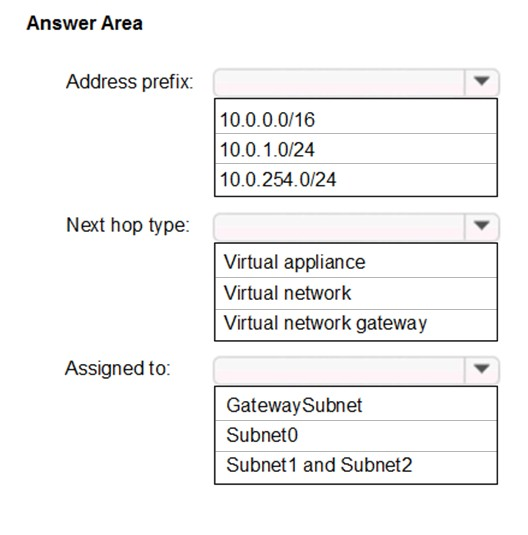 Answer Area
Address prefix:
10.0.0.0/16
10.0.1.0/24
10.0.254.0/24
Next hop type:
Virtual appliance
Virtual network
Virtual network gateway
Assigned to:
GatewaySubnet
Subnet0
Subnet1 and Subnet2